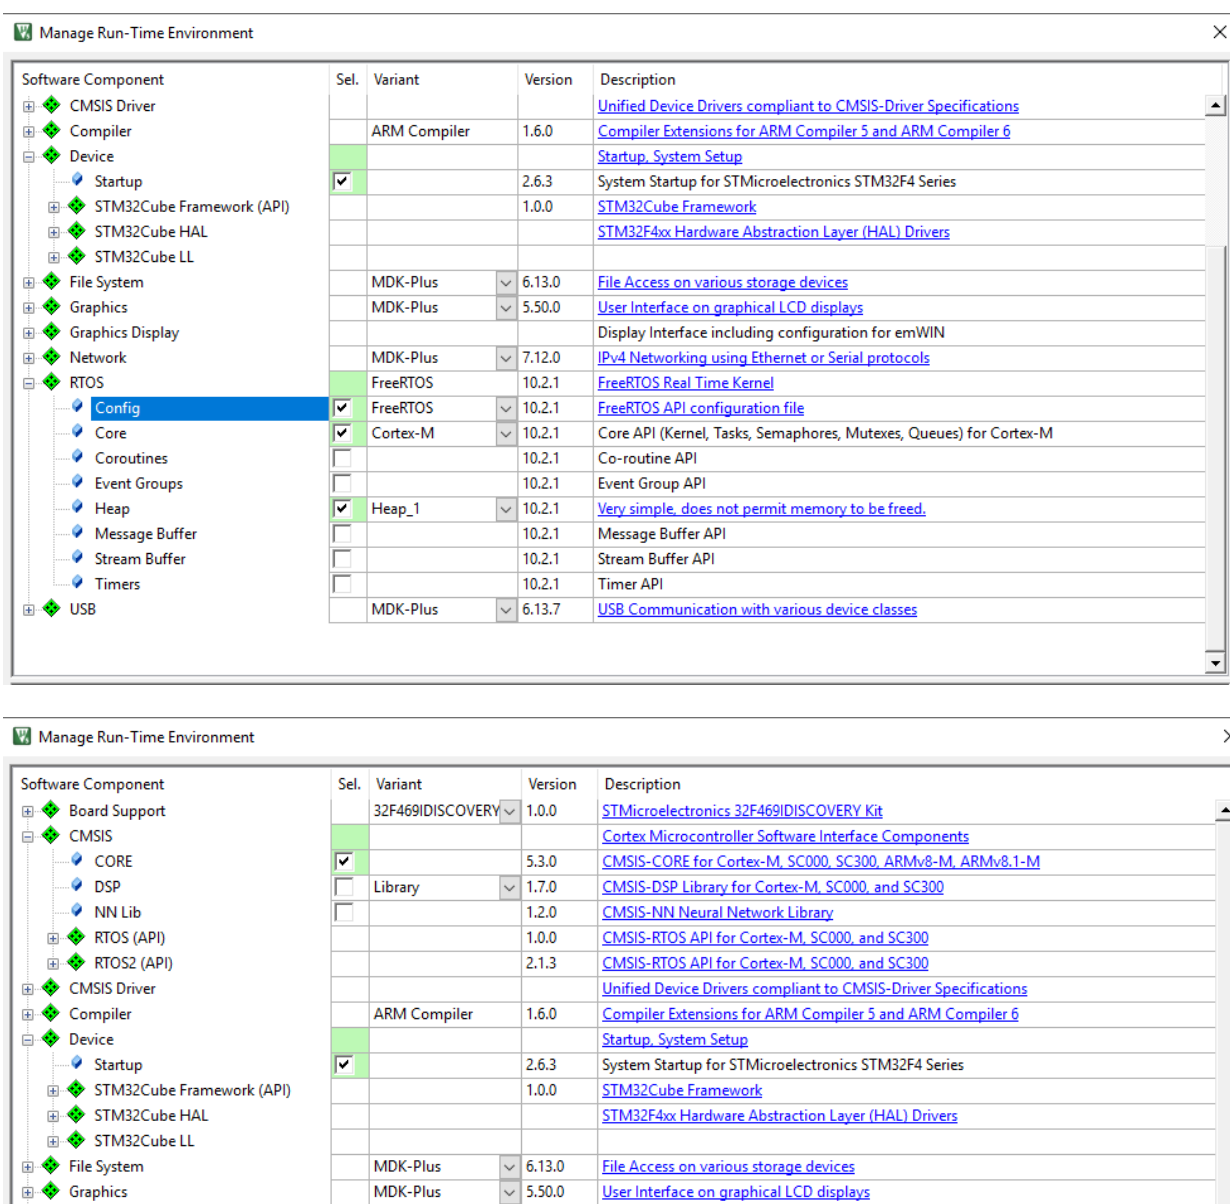 Manage Run-Time Environment
Software Component Sel. Variant Version Description
CMSIS Driver Unified Device Drivers compliant to CMSIS-Driver Specifications
Compiler ARM Compiler 1.6.0 Compiler Extensions for ARM Compiler 5 and ARM Compiler 6
Device Startup, System Setup
Startup 2.6.3 System Startup for STMicroelectronics STM32F4 Series
STM32Cube Framework (API) 1.0.0 STM32Cube Framework
STM32Cube HAL STM32F4xx Hardware Abstraction Layer (HAL) Drivers
STM32Cube LL
File System MDK-Plus 6.13.0 File Access on various storage devices
Graphics MDK-Plus 5.50.0 User Interface on graphical LCD displays
Graphics Display Display Interface including configuration for emWIN
Network MDK-Plus 7.12.0 IPv4 Networking using Ethernet or Serial protocols
RTOS FreeRTOS 10.2.1 FreeRTOS Real Time Kernel
Config FreeRTOS 10.2.1 FreeRTOS API configuration file
Core Cortex-M 10.2.1 Core API (Kernel, Tasks, Semaphores, Mutexes, Queues) for Cortex-M
Coroutines 10.2.1 Co-routine API
Event Groups 10.2.1 Event Group API
Heap Heap_1 10.2.1 Very simple, does not permit memory to be freed.
Message Buffer 10.2.1 Message Buffer API
Stream Buffer 10.2.1 Stream Buffer API
Timers 10.2.1 Timer API
USB MDK-Plus 6.13.7 USB Communication with various device classes
Manage Run-Time Environment
Software Component Sel. Variant Version Description
Board Support 32F469IDISCOVERY 1.0.0 STMicroelectronics 32F469IDISCOVERY Kit
CMSIS Cortex Microcontroller Software Interface Components
CORE 5.3.0 CMSIS-CORE for Cortex-M, SC000, SC300, ARMv8-M, ARMv8.1-M
DSP Library 1.7.0 CMSIS-DSP Library for Cortex-M, SC000, and SC300
NN Lib 1.2.0 CMSIS-NN Neural Network Library
RTOS (API) 1.0.0 CMSIS-RTOS API for Cortex-M, SC000, and SC300
RTOS2 (API) 2.1.3 CMSIS-RTOS API for Cortex-M, SC000, and SC300
CMSIS Driver Unified Device Drivers compliant to CMSIS-Driver Specifications
Compiler ARM Compiler 1.6.0 Compiler Extensions for ARM Compiler 5 and ARM Compiler 6
Device Startup, System Setup
Startup 2.6.3 System Startup for STMicroelectronics STM32F4 Series
STM32Cube Framework (API) 1.0.0 STM32Cube Framework
STM32Cube HAL STM32F4xx Hardware Abstraction Layer (HAL) Drivers
STM32Cube LL
File System MDK-Plus 6.13.0 File Access on various storage devices
Graphics MDK-Plus 5.50.0 User Interface on graphical LCD displays